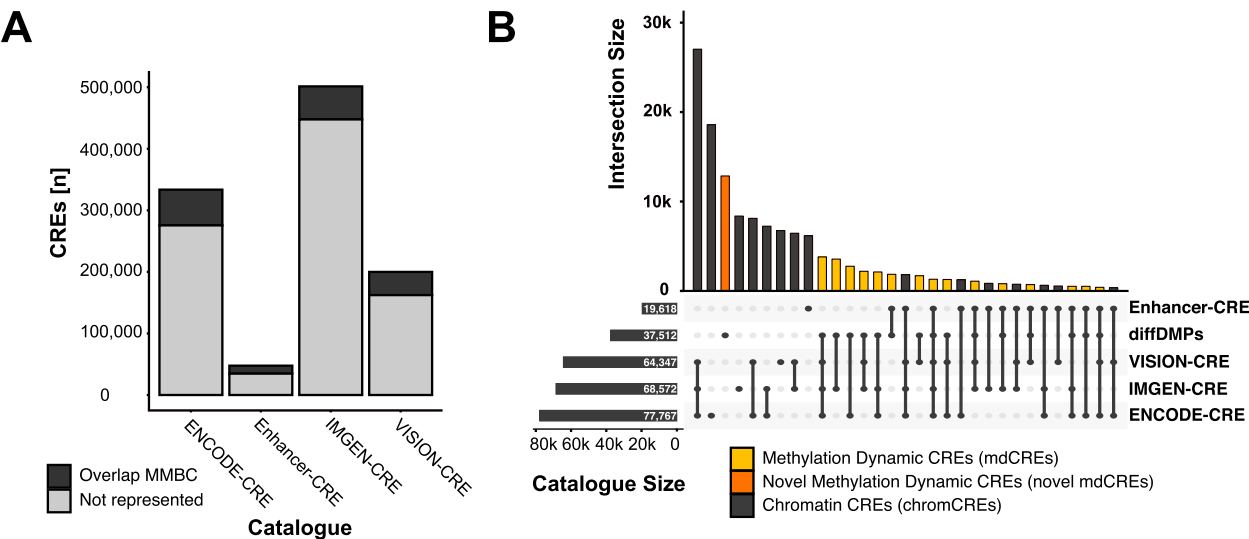 A
CREs [n]
500,000
400,000
300,000
200,000
100,000
0
ENCODE-CRE
Enhancer-CRE
IMGEN-CRE
VISION-CRE
Catalogue
Overlap MMBC
Not represented
B
Intersection Size
30k
20k
10k
0
19,618
37,512
64,347
68,572
77,767
Enhancer-CRE
diffDMPs
VISION-CRE
IMGEN-CRE
ENCODE-CRE
80k 60k 40k 20k 0
Catalogue Size
Methylation Dynamic CREs (mdCREs)
Novel Methylation Dynamic CREs (novel mdCREs)
Chromatin CREs (chromCREs)